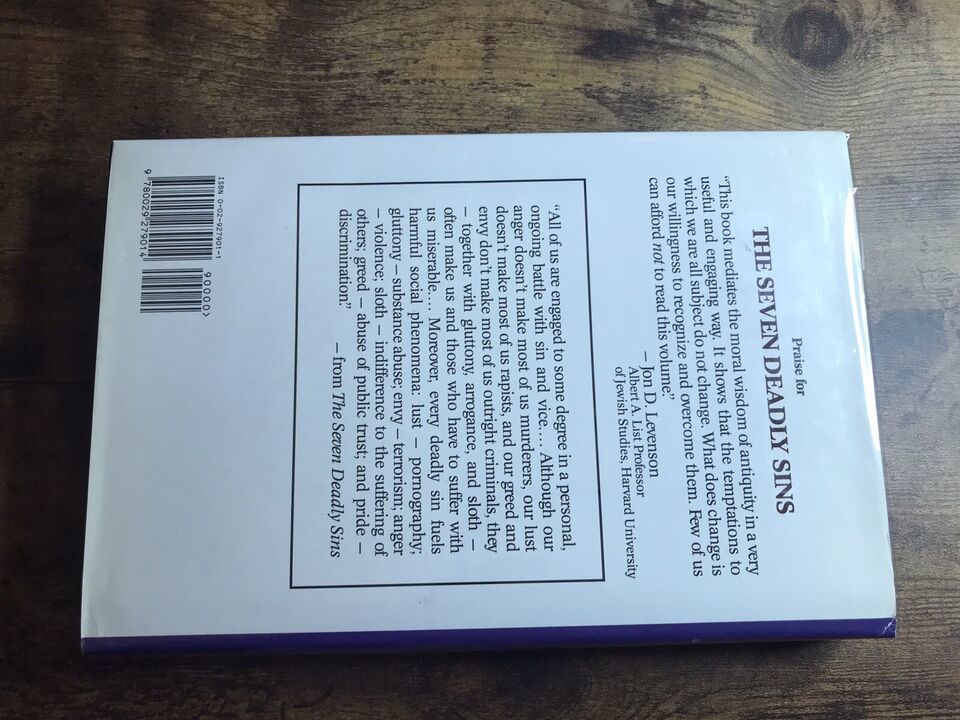 Praise for
THE SEVEN DEADLY SINS
“This book mediates the moral wisdom of antiquity in a very
useful and engaging way. It shows that the temptations to
which we are all subject do not change. What does change is
our willingness to recognize and overcome them. Few of us
can afford not to read this volume.”
— Jon D. Levenson
Albert A. List Professor
of Jewish Studies, Harvard University
“All of us are engaged to some degree in a personal,
ongoing battle with sin and vice.... Although our
anger doesn't make most of us murderers, our lust
doesn't make most of us rapists, and our greed and
envy don't make most of us outright criminals, they
— together with gluttony, arrogance, and sloth —
often make us and those who have to suffer with
us miserable.... Moreover, every deadly sin fuels
harmful social phenomena: lust — pornography;
gluttony — substance abuse; envy — terrorism; anger
— violence; sloth — indifference to the suffering of
others; greed — abuse of public trust; and pride —
discrimination.”
— from The Seven Deadly Sins
ISBN 0-02-927901-1
90000>
9 780029 279014